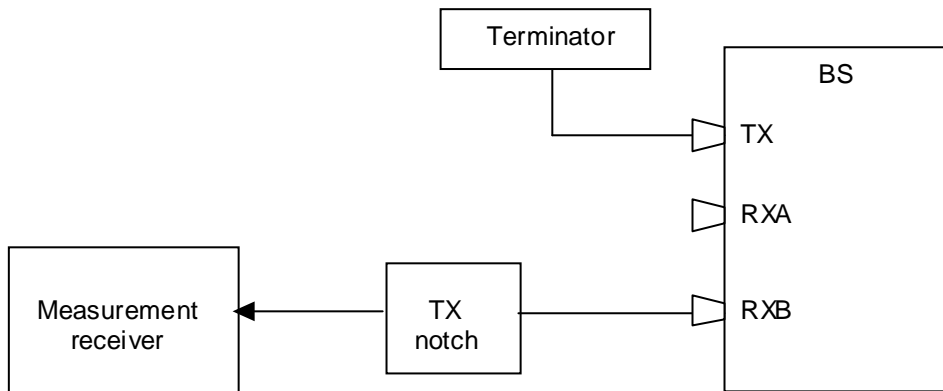 Terminator
BS
TX
RXA
Measurement
receiver
TX
notch
RXB